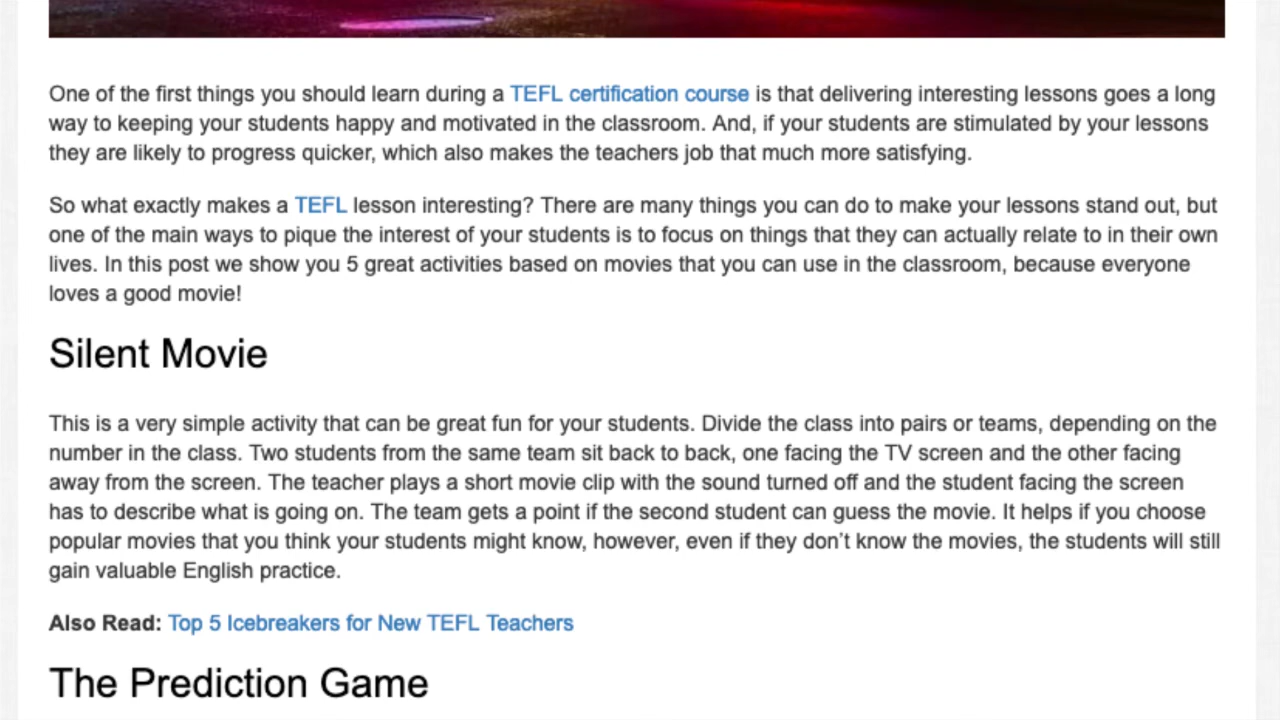 One of the first things you should learn during a TEFL certification course is that delivering interesting lessons goes a long
way to keeping your students happy and motivated in the classroom. And, if your students are stimulated by your lessons
they are likely to progress quicker, which also makes the teachers job that much more satisfying.
So what exactly makes a TEFL lesson interesting? There are many things you can do to make your lessons stand out, but
one of the main ways to pique the interest of your students is to focus on things that they can actually relate to in their own
lives. In this post we show you 5 great activities based on movies that you can use in the classroom, because everyone
loves a good movie!
Silent Movie
This is a very simple activity that can be great fun for your students. Divide the class into pairs or teams, depending on the
number in the class. Two students from the same team sit back to back, one facing the TV screen and the other facing
away from the screen. The teacher plays a short movie clip with the sound turned off and the student facing the screen
has to describe what is going on. The team gets a point if the second student can guess the movie. It helps if you choose
popular movies that you think your students might know, however, even if they don’t know the movies, the students will still
gain valuable English practice.
Also Read: Top 5 Icebreakers for New TEFL Teachers
The Prediction Game